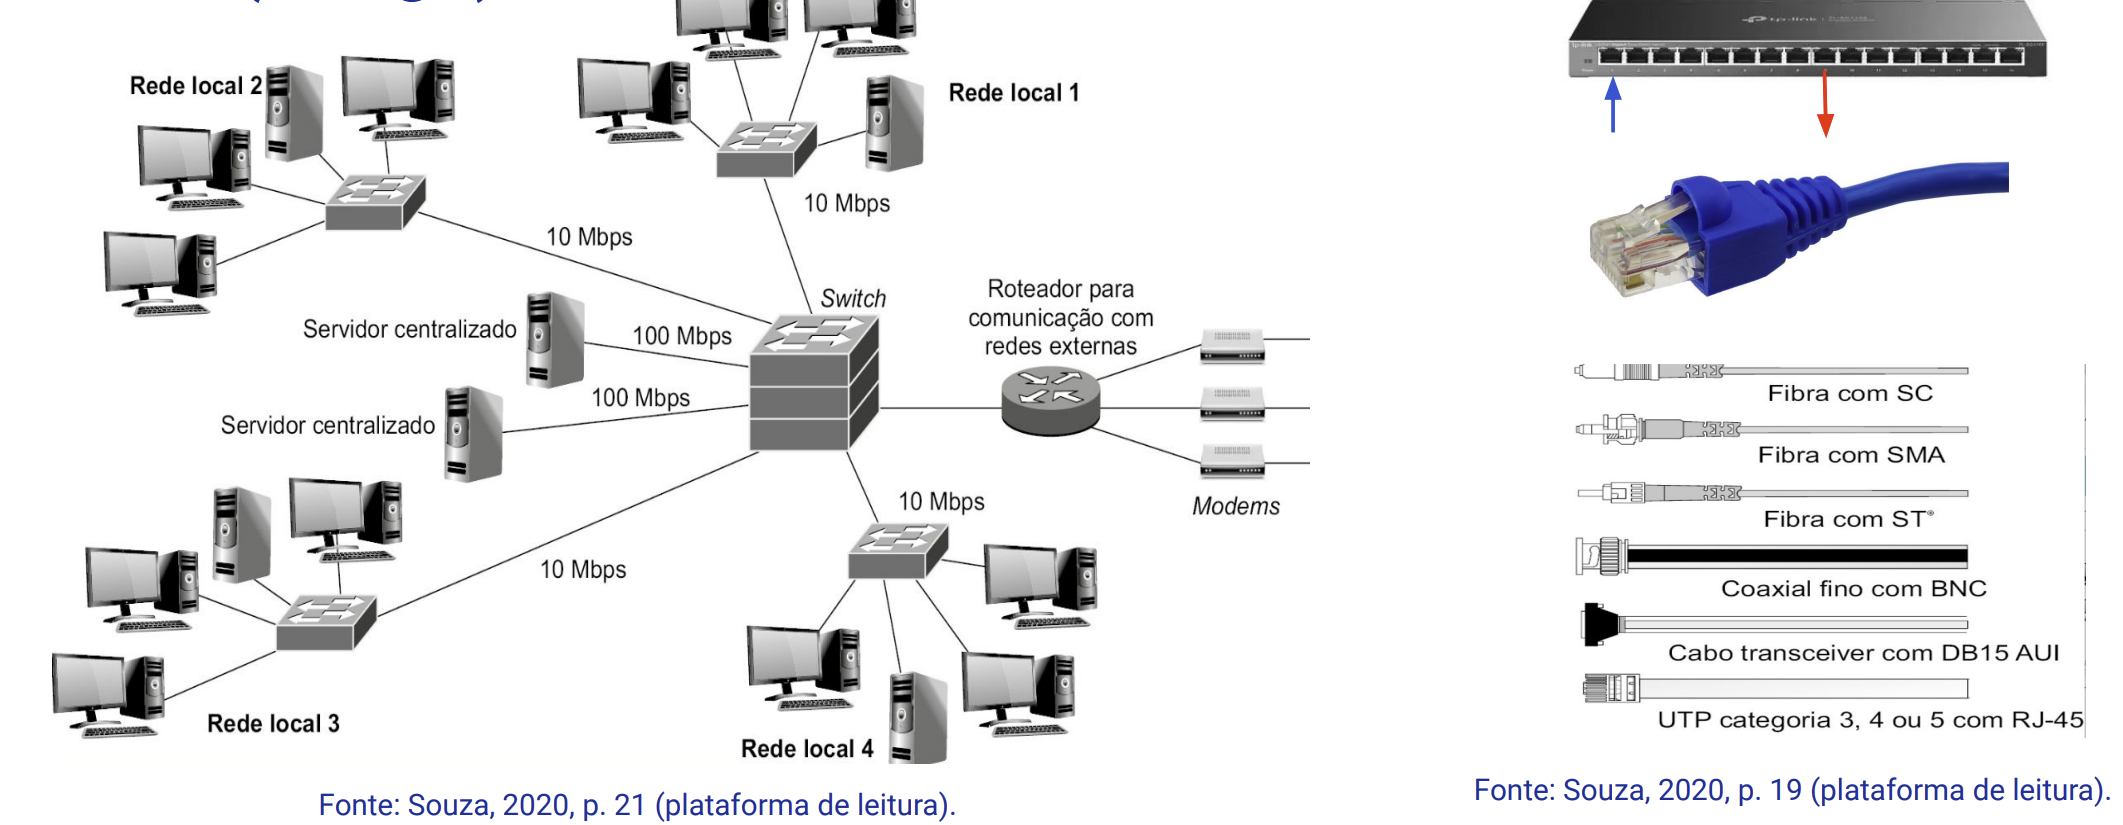 Rede local 2
Rede local 1
10 Mbps
10 Mbps
Switch
Servidor centralizado
100 Mbps
Roteador para
comunicação com
redes externas
100 Mbps
Servidor centralizado
Modems
10 Mbps
10 Mbps
Rede local 3
Rede local 4
Fonte: Souza, 2020, p. 21 (plataforma de leitura).
tp-link
Fibra com SC
Fibra com SMA
Fibra com ST®
Coaxial fino com BNC
Cabo transceiver com DB15 AUI
UTP categoria 3, 4 ou 5 com RJ-45
Fonte: Souza, 2020, p. 19 (plataforma de leitura).